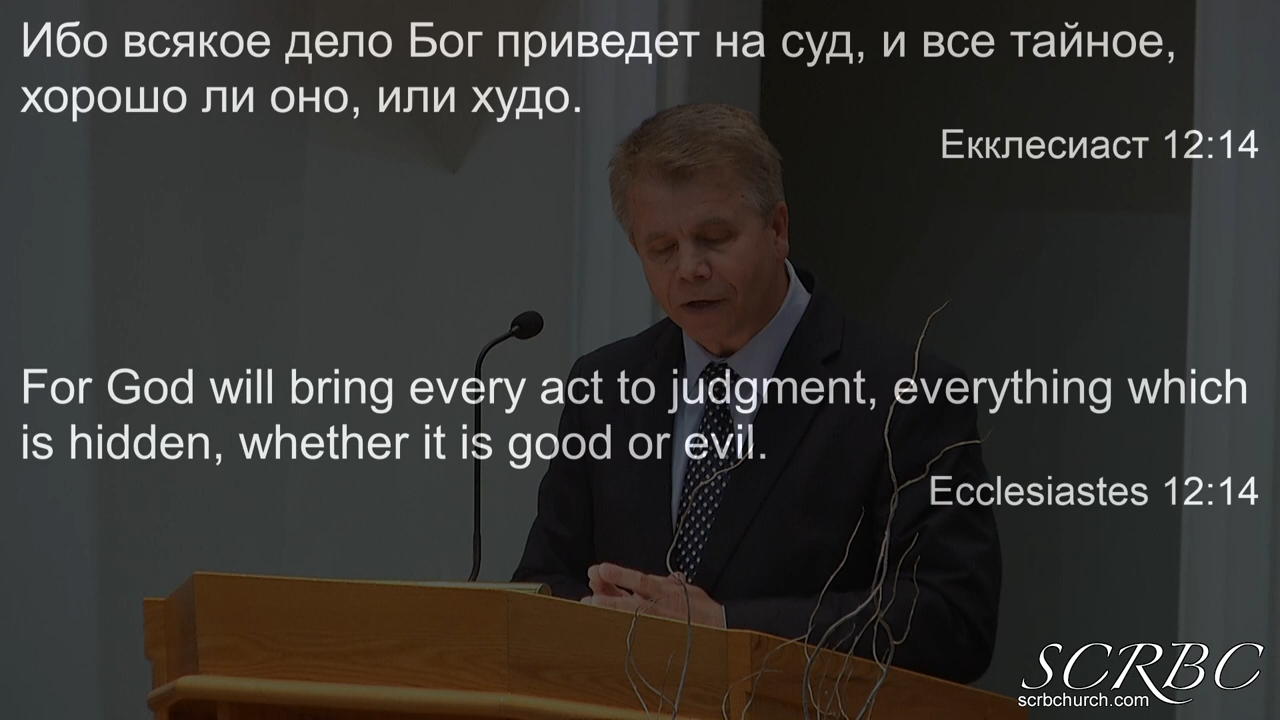 Ибо всякое дело Бог приведет на суд, и все тайное,
хорошо ли оно, или худо.
Екклесиаст 12:14
For God will bring every act to judgment, everything which
is hidden, whether it is good or evil.
Ecclesiastes 12:14
SCRBC
scrbchurch.com